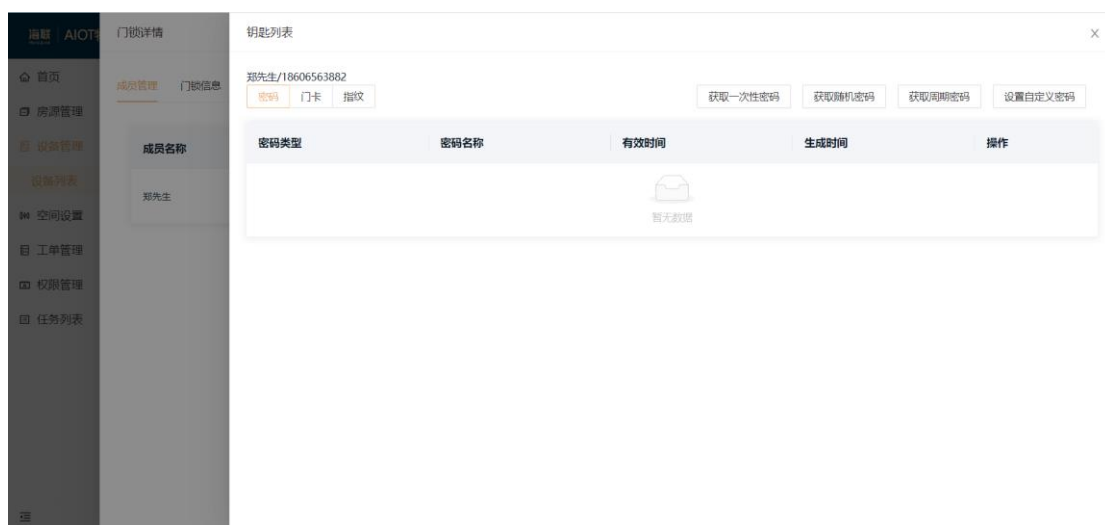 海联 AIOT
门锁详情
钥匙列表
X
首页
房源管理
设备管理
设备列表
空间设置
工单管理
权限管理
任务列表
成员管理 门锁信息
成员名称
郑先生
郑先生/18606563882
密码 门卡 指纹
获取一次性密码 获取随机密码 获取周期密码 设置自定义密码
密码类型 密码名称 有效时间 生成时间 操作
暂无数据